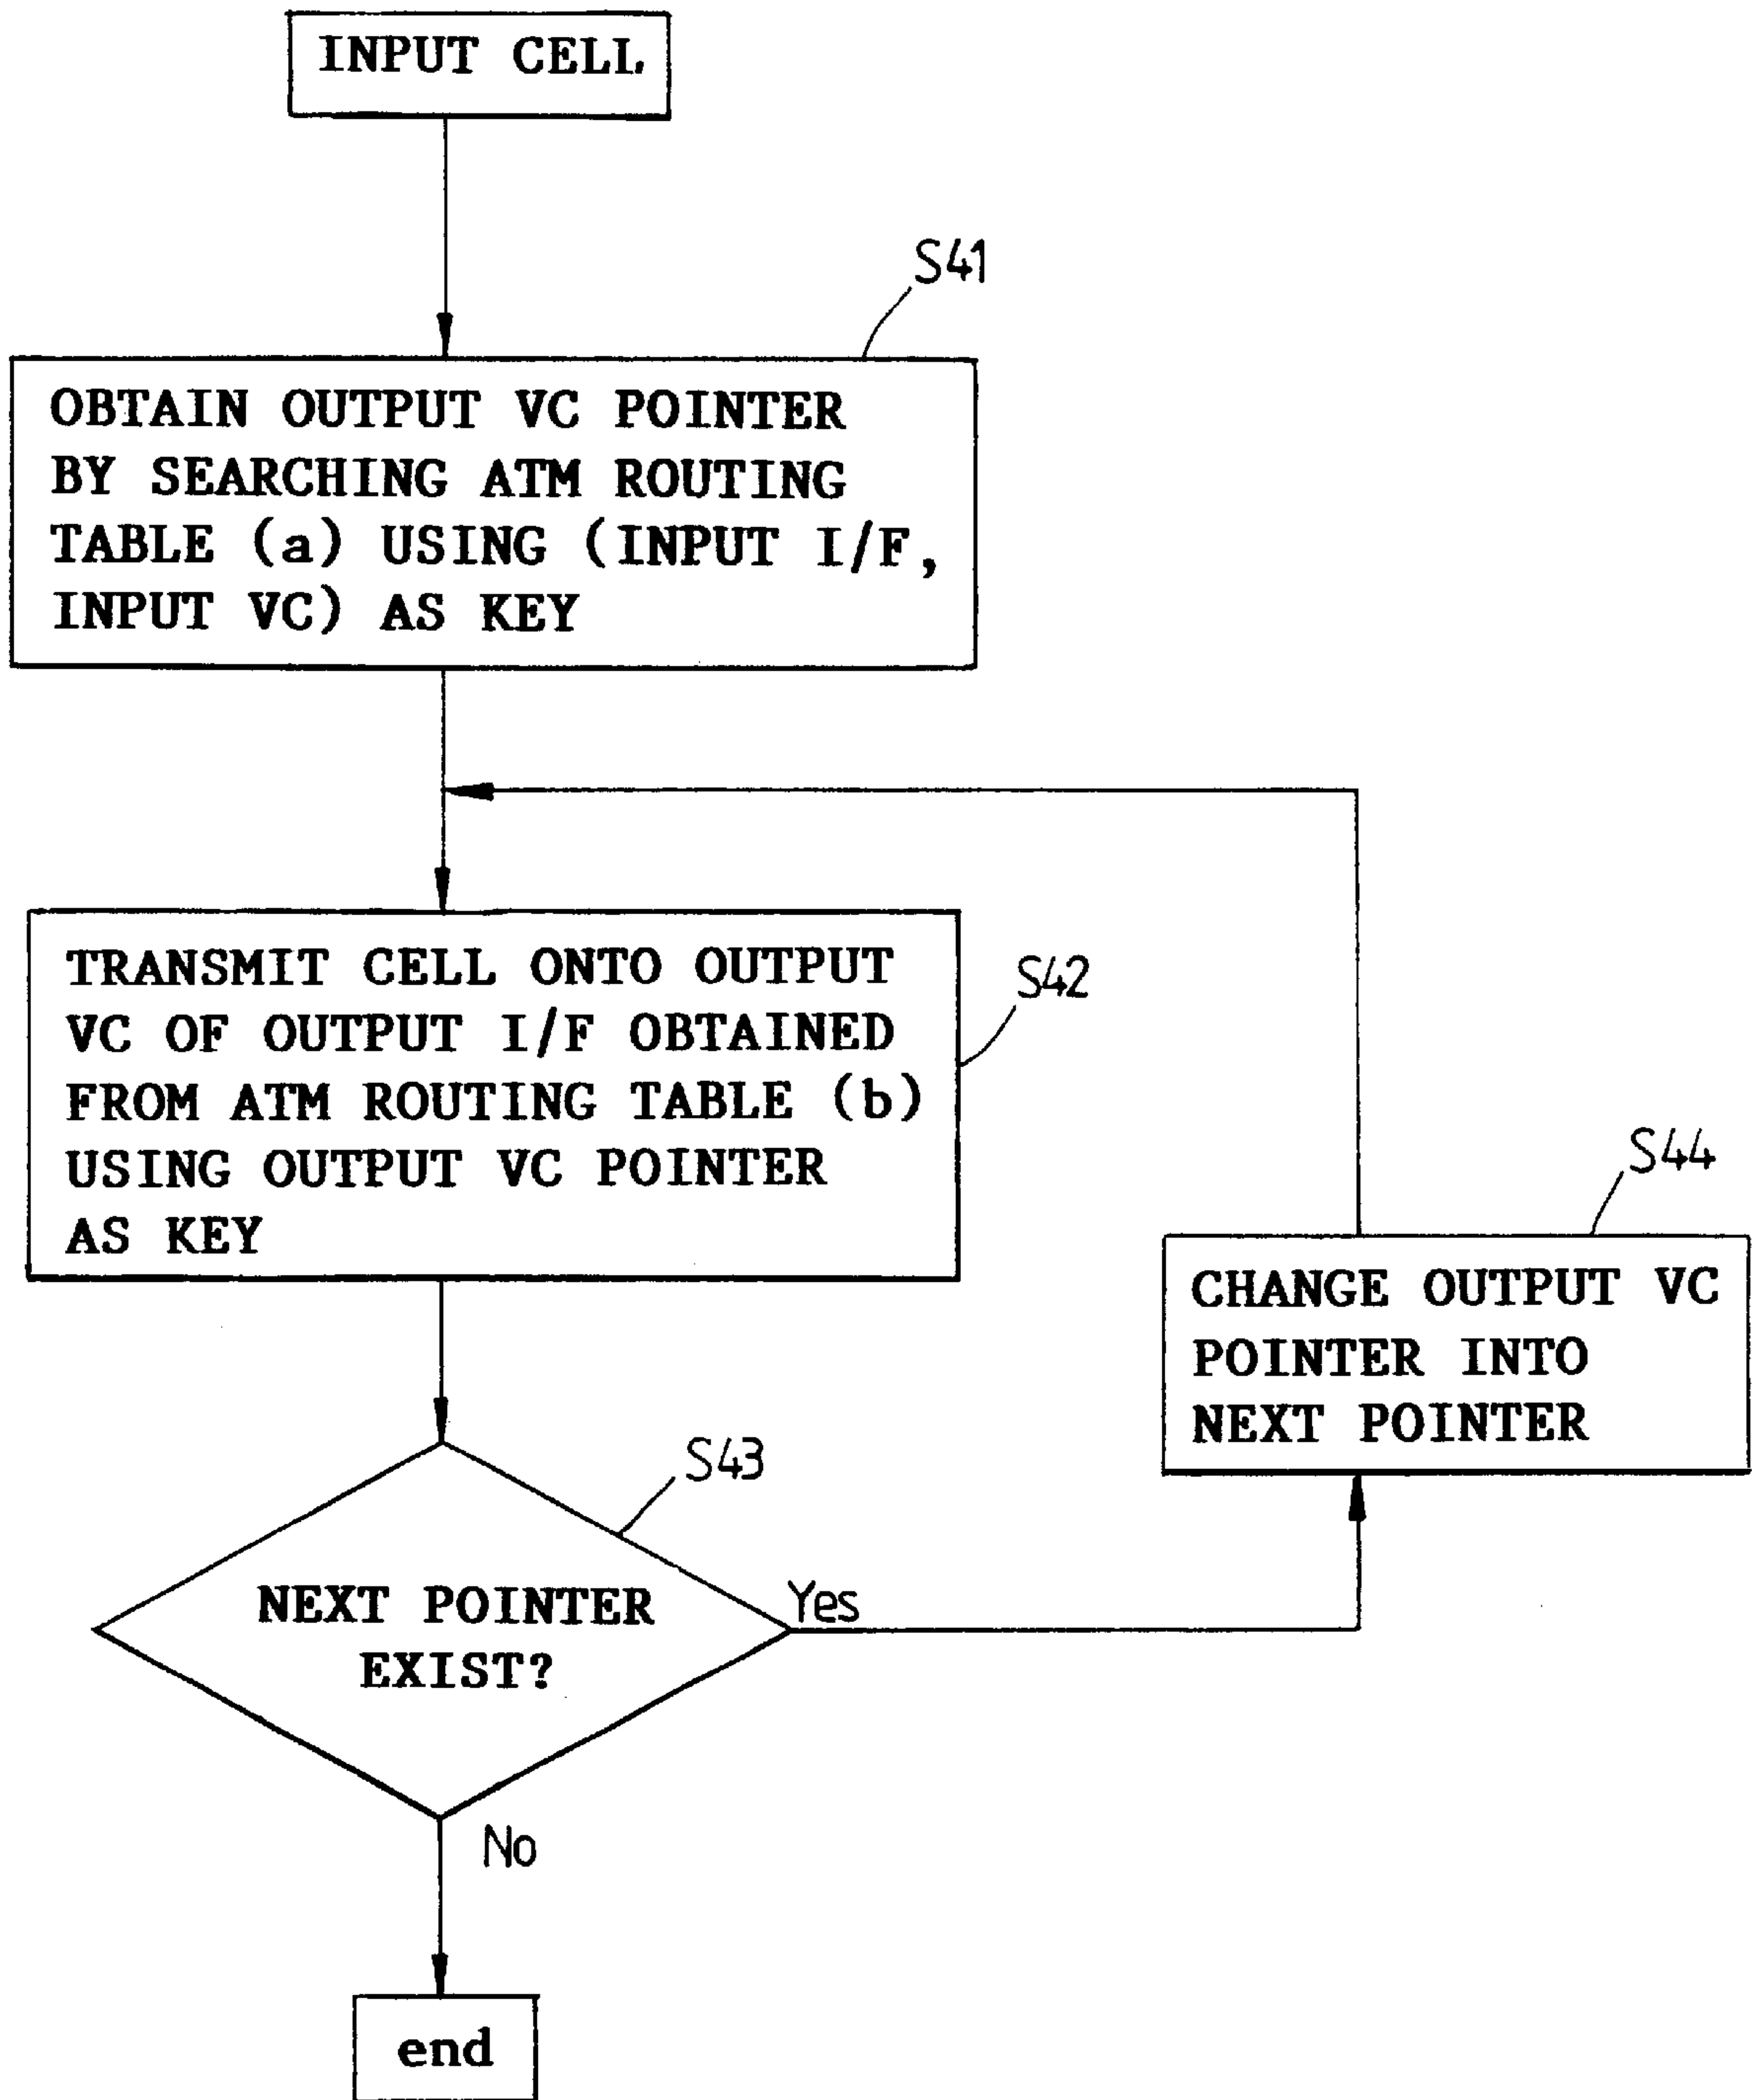 INPUT CELL
S41
OBTAIN OUTPUT VC POINTER
BY SEARCHING ATM ROUTING
TABLE (a) USING (INPUT I/F,
INPUT VC) AS KEY
TRANSMIT CELL ONTO OUTPUT
VC OF OUTPUT I/F OBTAINED
FROM ATM ROUTING TABLE (b)
USING OUTPUT VC POINTER
AS KEY
S42
S44
CHANGE OUTPUT VC
POINTER INTO
NEXT POINTER
S43
NEXT POINTER
EXIST?
Yes
No
end